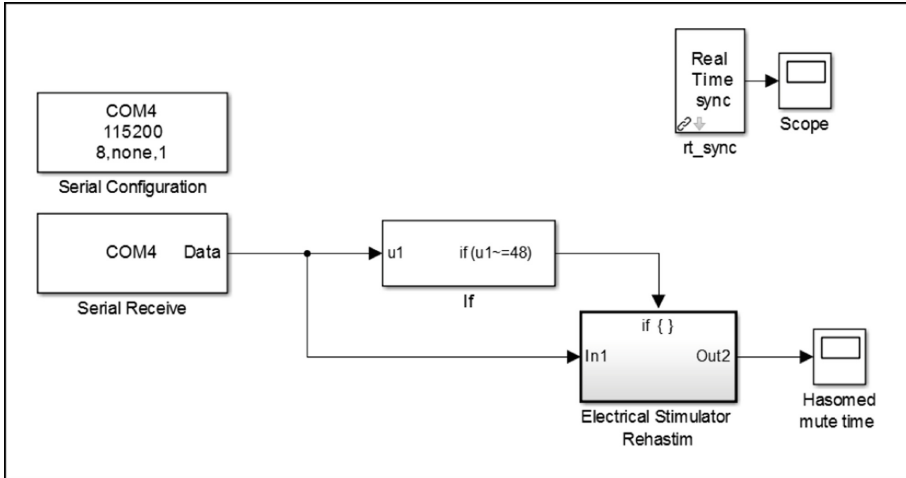 Real
Time
sync
rt_sync
Scope
COM4
115200
8,none,1
Serial Configuration
COM4 Data
Serial Receive
u1 if(u1~=48)
If
if { }
In1 Out2
Electrical Stimulator
Rehastim
Hasomed
mute time